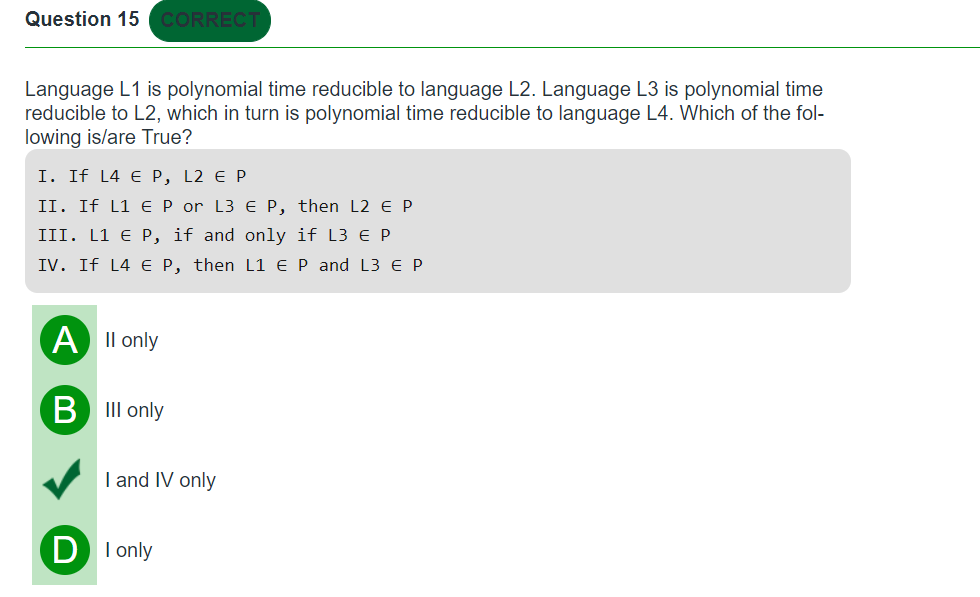 Question 15 CORRECT
Language L1 is polynomial time reducible to language L2. Language L3 is polynomial time
reducible to L2, which in turn is polynomial time reducible to language L4. Which of the fol-
lowing is/are True?
I. If L4 ∈ P, L2 ∈ P
II. If L1 ∈ P or L3 ∈ P, then L2 ∈ P
III. L1 ∈ P, if and only if L3 ∈ P
IV. If L4 ∈ P, then L1 ∈ P and L3 ∈ P
A II only
B III only
I and IV only
D I only